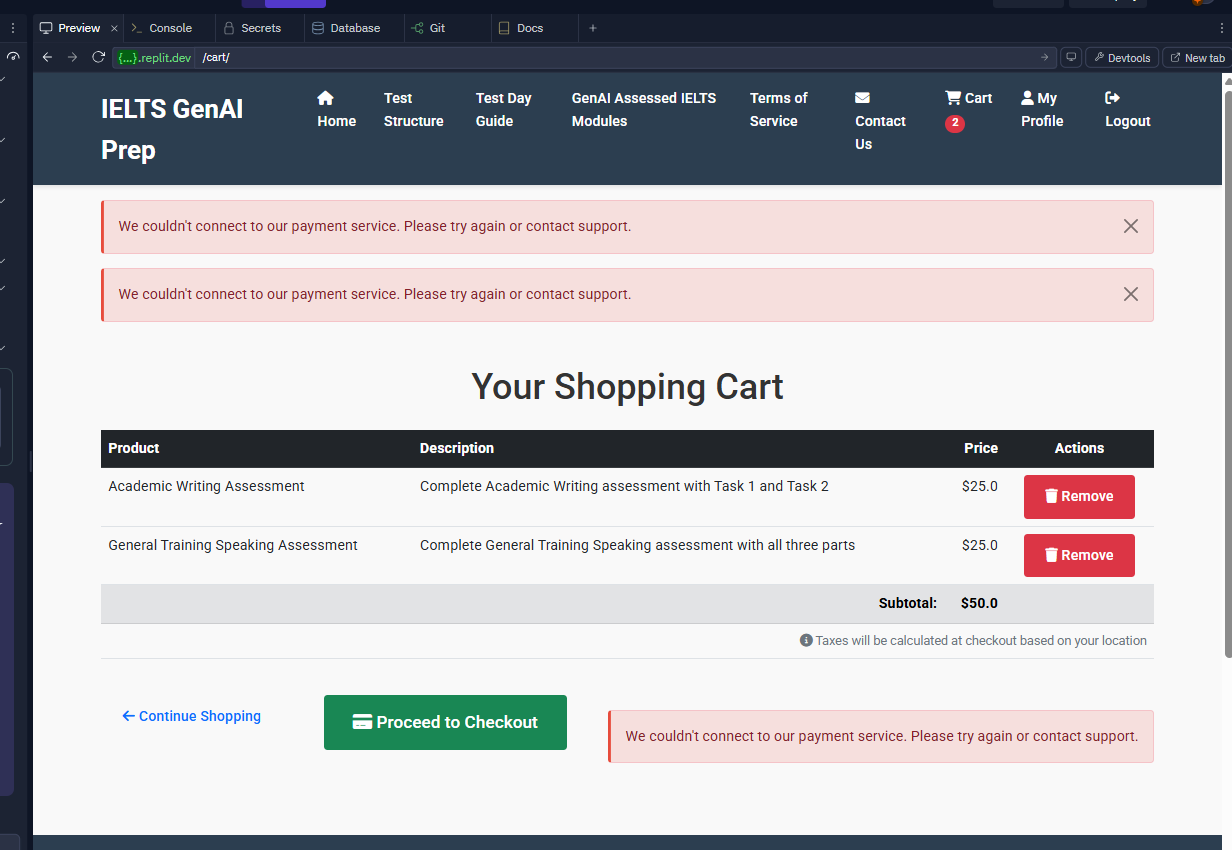 Preview
Console
Secrets
Database
Git
Docs
{...}.replit.dev /cart/
Devtools
New tab
IELTS GenAI
Prep
Home
Test
Structure
Test Day
Guide
GenAI Assessed IELTS
Modules
Terms of
Service
Contact
Us
Cart
2
My
Profile
Logout
We couldn't connect to our payment service. Please try again or contact support.
We couldn't connect to our payment service. Please try again or contact support.
Your Shopping Cart
Product Description Price Actions
Academic Writing Assessment Complete Academic Writing assessment with Task 1 and Task 2 $25.0 Remove
General Training Speaking Assessment Complete General Training Speaking assessment with all three parts $25.0 Remove
Subtotal: $50.0
Taxes will be calculated at checkout based on your location
Continue Shopping
Proceed to Checkout
We couldn't connect to our payment service. Please try again or contact support.